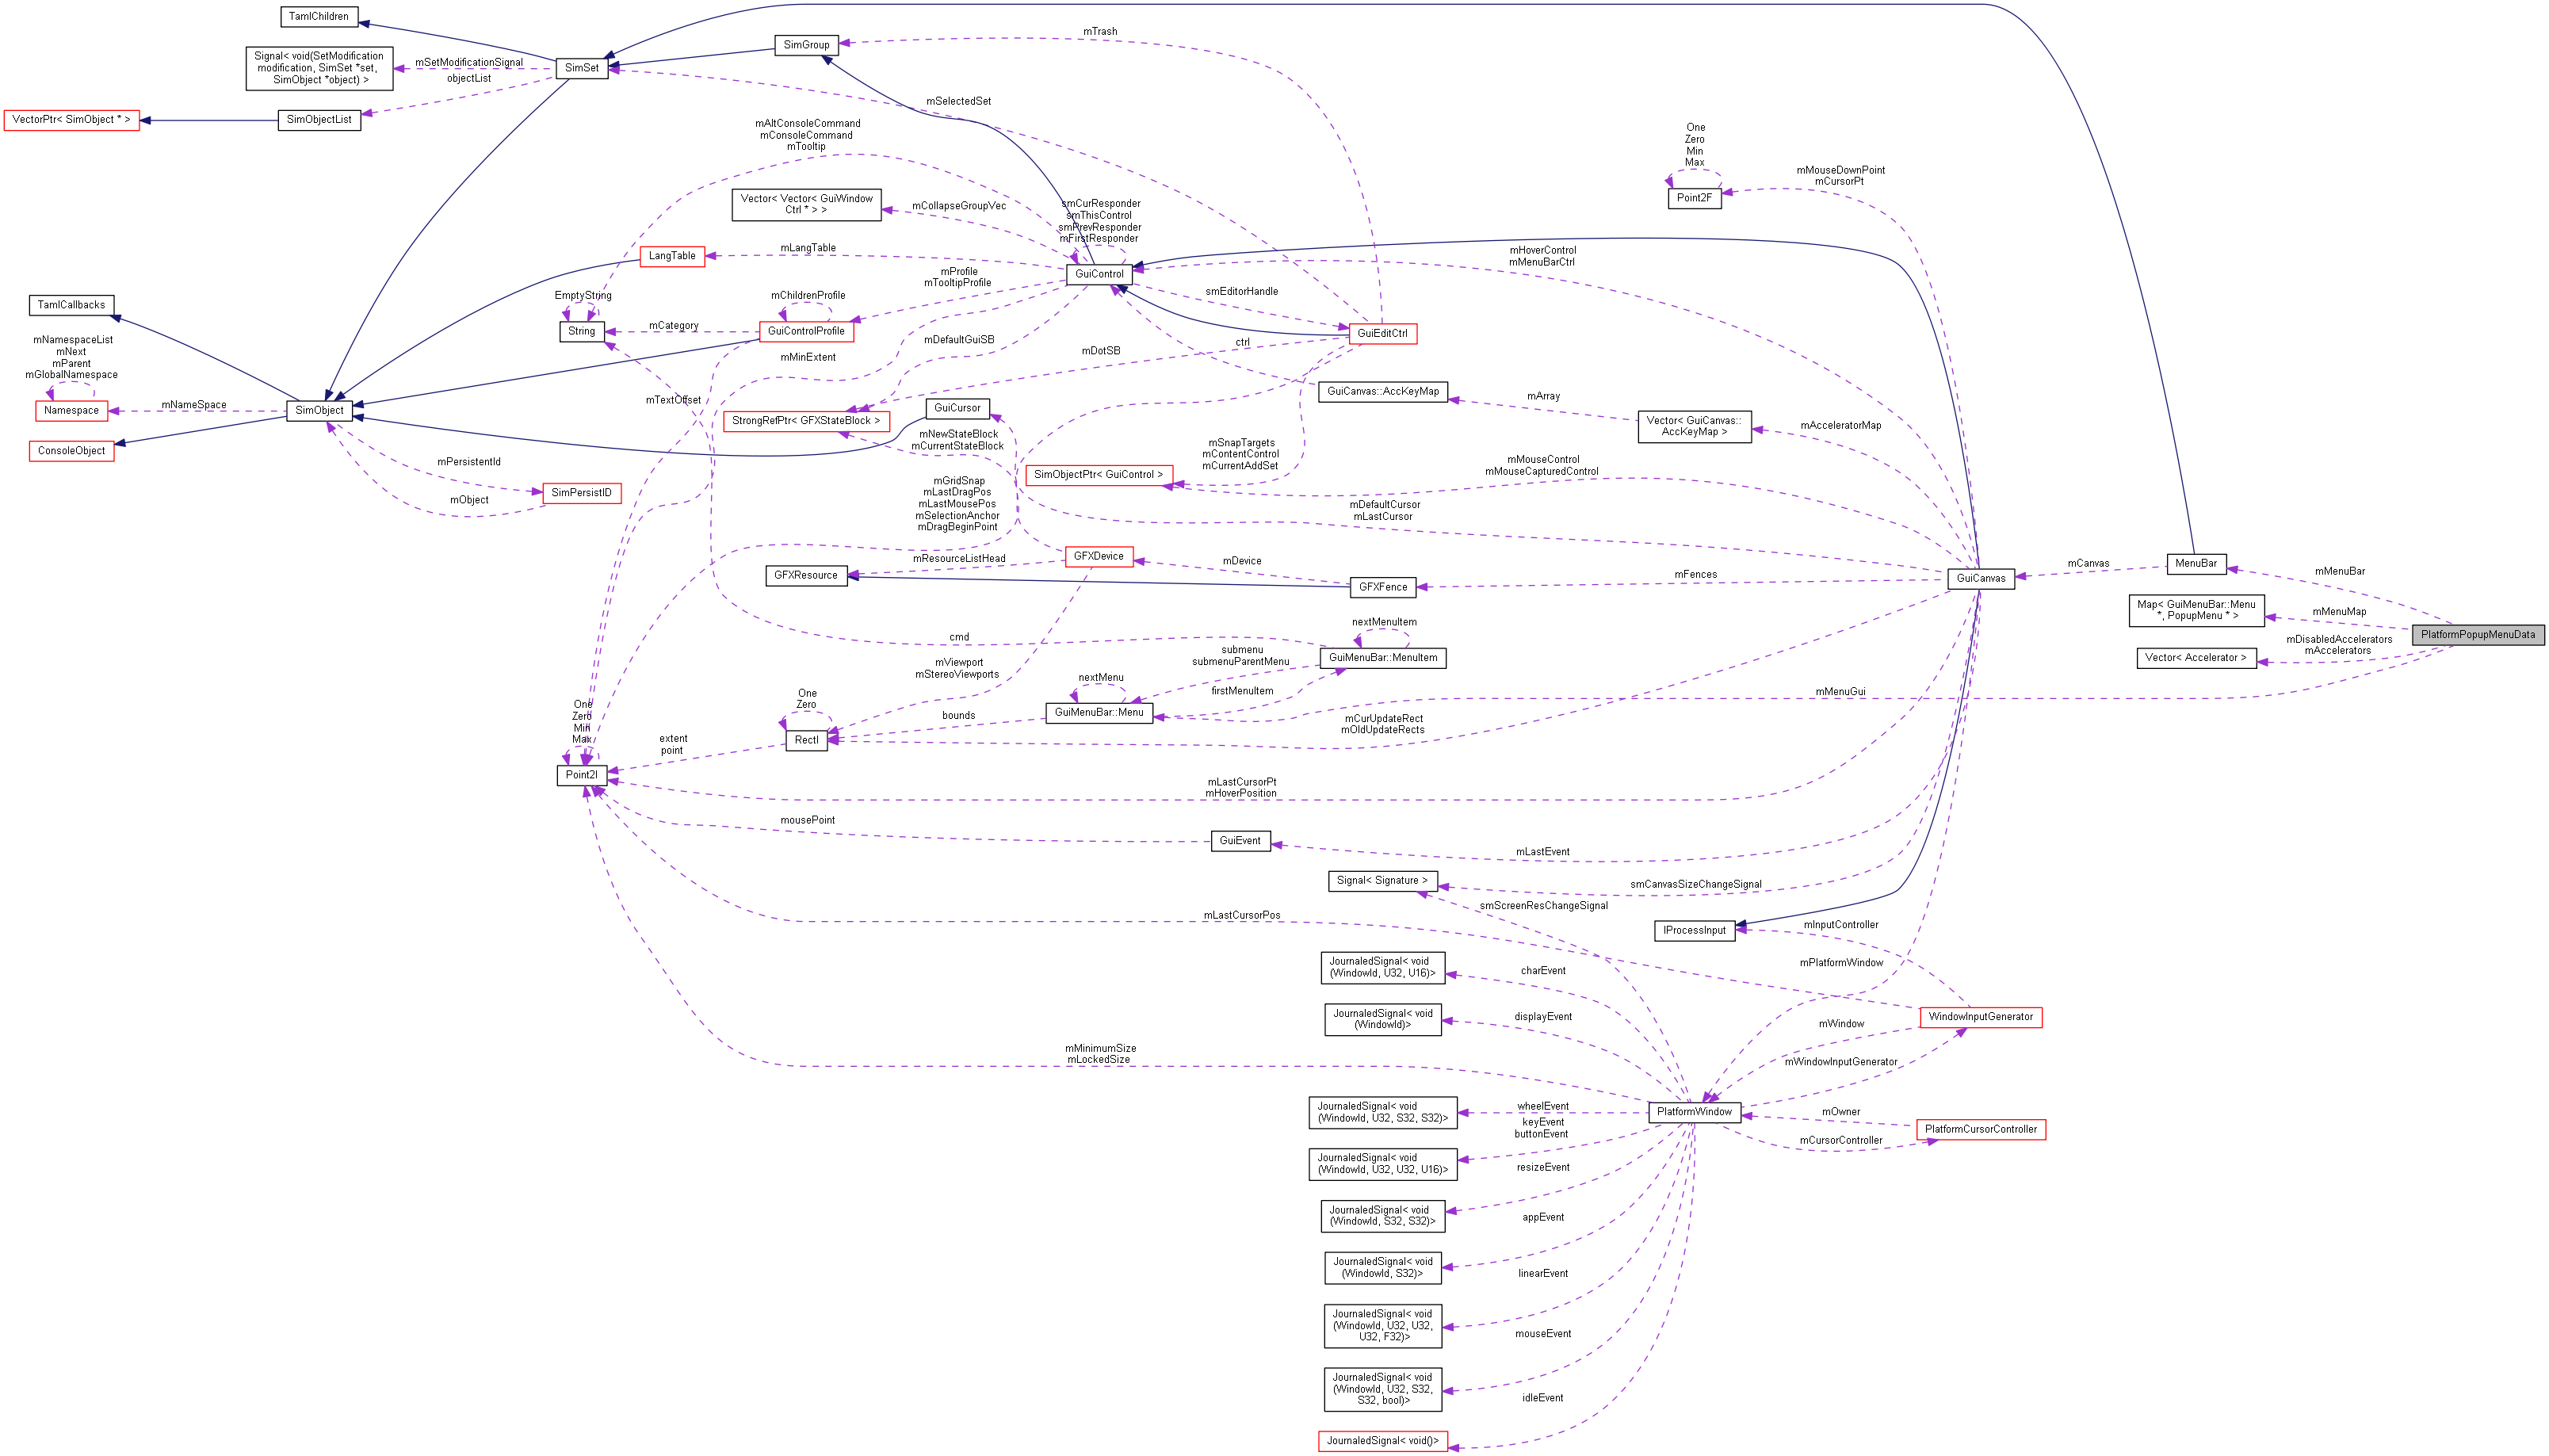 TamlChildren
Signal< void(SetModification
modification, SimSet *set,
SimObject *object) >
VectorPtr< SimObject * >
SimObjectList
mSetModificationSignal
objectList
SimSet
SimGroup
mTrash
mSelectedSet
mAltConsoleCommand
mConsoleCommand
mTooltip
Vector< Vector< GuiWindow
Ctrl * > >
mCollapseGroupVec
smCurResponder
smThisControl
smPrevResponder
mFirstResponder
One
Zero
Min
Max
Point2F
mMouseDownPoint
mCursorPt
LangTable
mLangTable
GuiControl
mHoverControl
mMenuBarCtrl
mProfile
mTooltipProfile
smEditorHandle
TamlCallbacks
EmptyString
String
mCategory
mChildrenProfile
GuiControlProfile
mDefaultGuiSB
mMinExtent
mDotSB
ctrl
GuiEditCtrl
mNamespaceList
mNext
mParent
mGlobalNamespace
Namespace
mNameSpace
SimObject
ConsoleObject
mTextOffset
StrongRefPtr< GFXStateBlock >
GuiCursor
GuiCanvas::AccKeyMap
mArray
Vector< GuiCanvas::
AccKeyMap >
mAcceleratorMap
mNewStateBlock
mCurrentStateBlock
mPersistentId
mObject
SimPersistID
mSnapTargets
mContentControl
mCurrentAddSet
SimObjectPtr< GuiControl >
mMouseControl
mMouseCapturedControl
mGridSnap
mLastDragPos
mLastMousePos
mSelectionAnchor
mDragBeginPoint
mDefaultCursor
mLastCursor
GFXDevice
mResourceListHead
GFXResource
mDevice
GFXFence
mFences
GuiCanvas
mCanvas
MenuBar
mMenuBar
Map< GuiMenuBar::Menu
*, PopupMenu * >
mMenuMap
PlatformPopupMenuData
Vector< Accelerator >
mDisabledAccelerators
mAccelerators
cmd
nextMenuItem
GuiMenuBar::MenuItem
submenu
submenuParentMenu
firstMenuItem
nextMenu
GuiMenuBar::Menu
mMenuGui
mViewport
mStereoViewports
One
Zero
RectI
bounds
mCurUpdateRect
mOldUpdateRects
extent
point
One
Zero
Min
Max
Point2I
mLastCursorPt
mHoverPosition
mousePoint
GuiEvent
mLastEvent
Signal< Signature >
smCanvasSizeChangeSignal
smScreenResChangeSignal
mLastCursorPos
IProcessInput
mInputController
JournaledSignal< void
(WindowId, U32, U16)>
charEvent
mPlatformWindow
JournaledSignal< void
(WindowId)>
displayEvent
WindowInputGenerator
mWindow
mMinimumSize
mLockedSize
mWindowInputGenerator
JournaledSignal< void
(WindowId, U32, S32, S32)>
wheelEvent
keyEvent
buttonEvent
PlatformWindow
mOwner
PlatformCursorController
mCursorController
JournaledSignal< void
(WindowId, U32, U32, U16)>
resizeEvent
JournaledSignal< void
(WindowId, S32, S32)>
appEvent
JournaledSignal< void
(WindowId, S32)>
linearEvent
JournaledSignal< void
(WindowId, U32, U32,
U32, F32)>
mouseEvent
JournaledSignal< void
(WindowId, U32, S32,
S32, bool)>
idleEvent
JournaledSignal< void()>